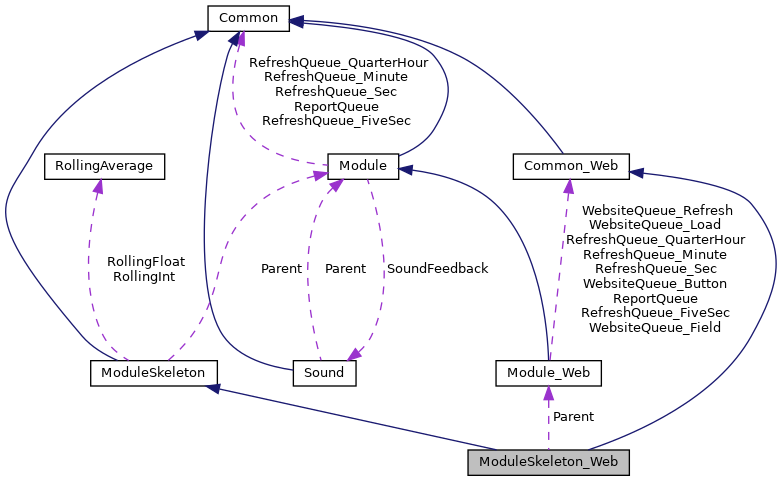 Common
RefreshQueue_QuarterHour
RefreshQueue_Minute
RefreshQueue_Sec
ReportQueue
RefreshQueue_FiveSec
RollingAverage
Module
Common_Web
WebsiteQueue_Refresh
WebsiteQueue_Load
RefreshQueue_QuarterHour
RefreshQueue_Minute
RefreshQueue_Sec
WebsiteQueue_Button
ReportQueue
RefreshQueue_FiveSec
WebsiteQueue_Field
RollingFloat
RollingInt
Parent
Parent
SoundFeedback
ModuleSkeleton
Sound
Module_Web
Parent
ModuleSkeleton_Web